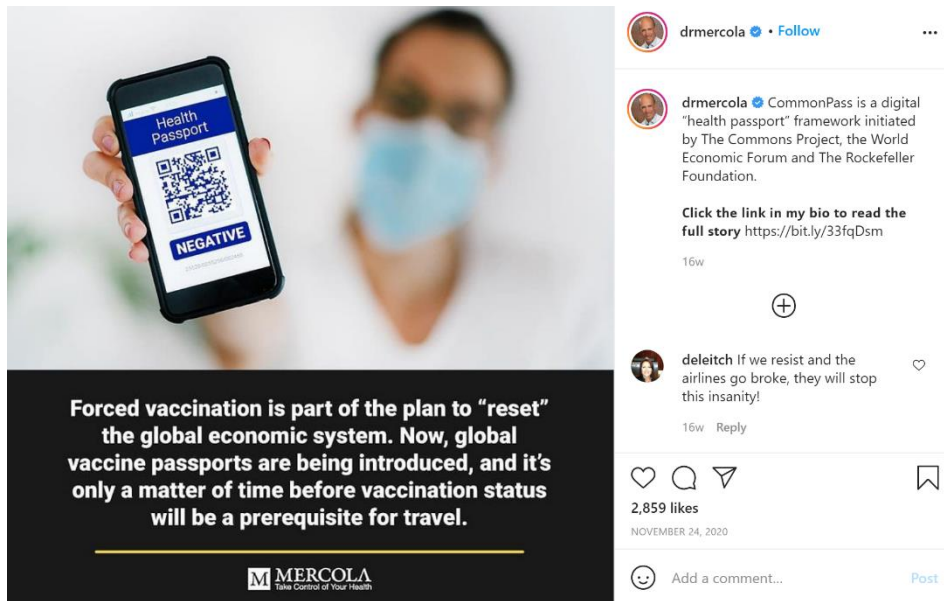 Health
Passport
NEGATIVE
Forced vaccination is part of the plan to “reset”
the global economic system. Now, global
vaccine passports are being introduced, and it’s
only a matter of time before vaccination status
will be a prerequisite for travel.
M MERCOLA
Take Control of Your Health
drmercola • Follow
drmercola CommonPass is a digital
“health passport” framework initiated
by The Commons Project, the World
Economic Forum and The Rockefeller
Foundation.
Click the link in my bio to read the
full story https://bit.ly/33fqDsm
16w
deleitch If we resist and the
airlines go broke, they will stop
this insanity!
16w Reply
2,859 likes
NOVEMBER 24, 2020
Add a comment... Post